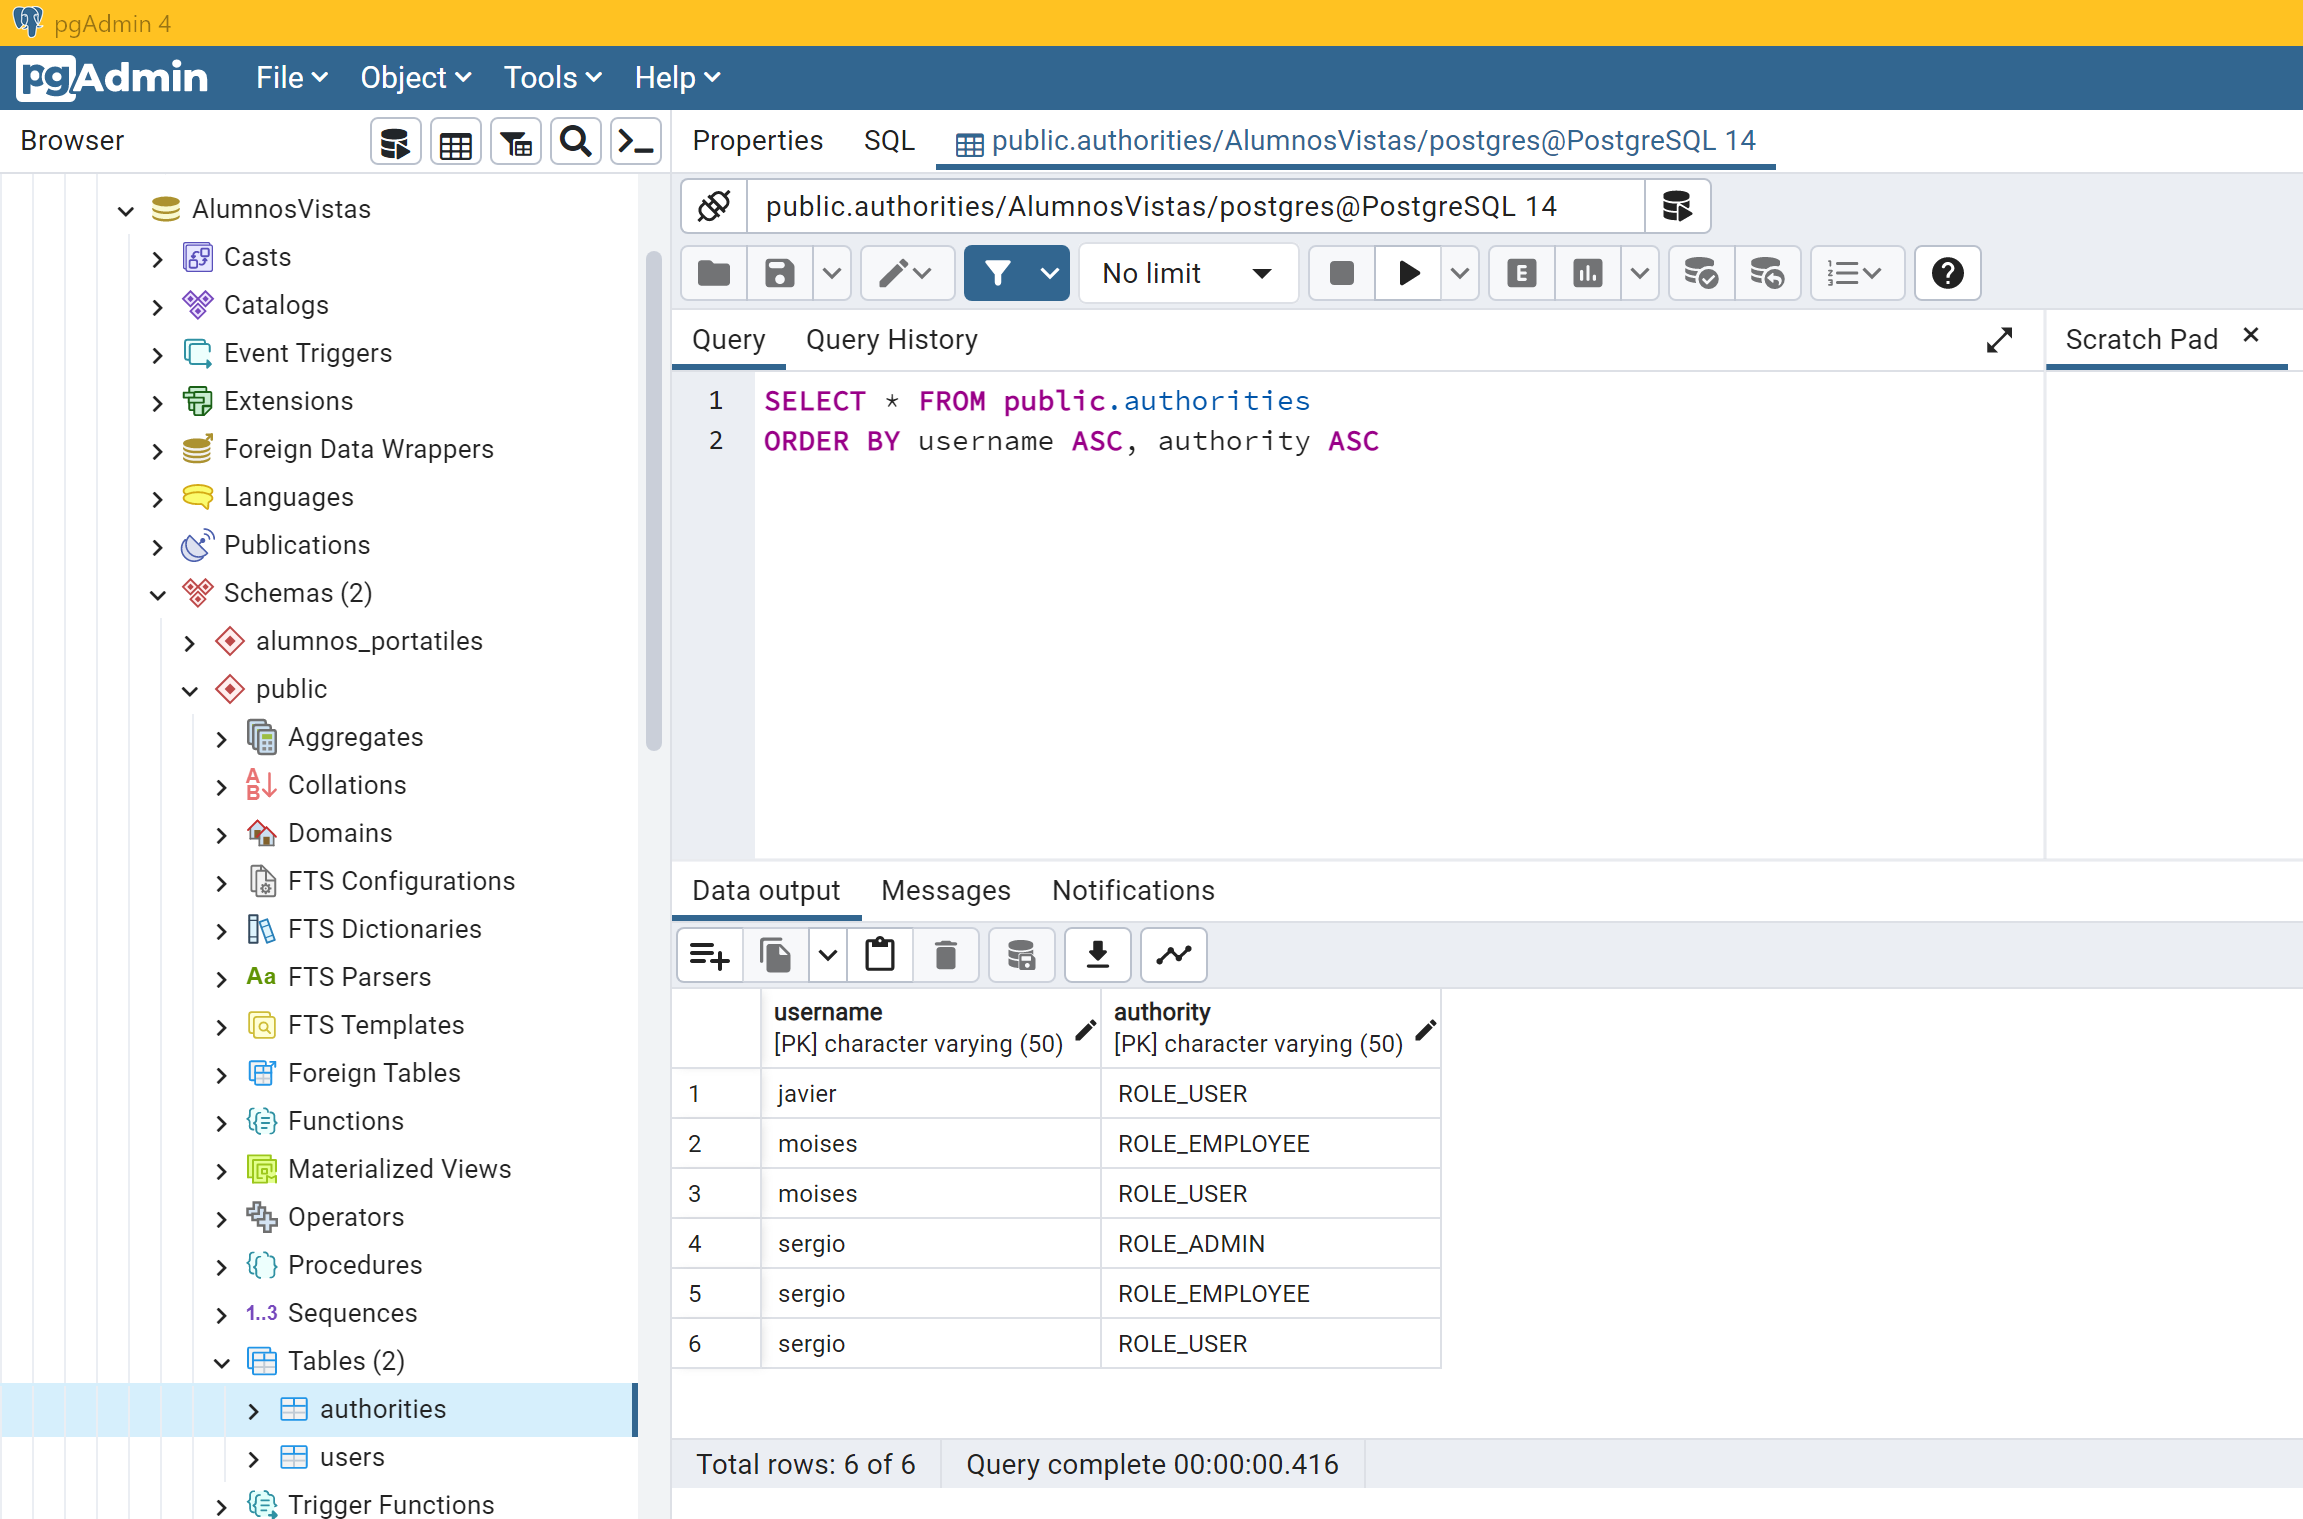 pgAdmin 4
pgAdmin File Object Tools Help
Browser
Properties SQL public.authorities/AlumnosVistas/postgres@PostgreSQL 14
public.authorities/AlumnosVistas/postgres@PostgreSQL 14
No limit
E
AlumnosVistas
Casts
Catalogs
Event Triggers
Extensions
Foreign Data Wrappers
Languages
Publications
Schemas (2)
alumnos_portatiles
public
Aggregates
Collations
Domains
FTS Configurations
FTS Dictionaries
Aa FTS Parsers
FTS Templates
Foreign Tables
Functions
Materialized Views
Operators
Procedures
1..3 Sequences
Tables (2)
authorities
users
Trigger Functions
Query Query History
Scratch Pad
1 SELECT * FROM public.authorities
2 ORDER BY username ASC, authority ASC
Data output Messages Notifications
username authority
[PK] character varying (50) [PK] character varying (50)
1 javier ROLE_USER
2 moises ROLE_EMPLOYEE
3 moises ROLE_USER
4 sergio ROLE_ADMIN
5 sergio ROLE_EMPLOYEE
6 sergio ROLE_USER
Total rows: 6 of 6 Query complete 00:00:00.416